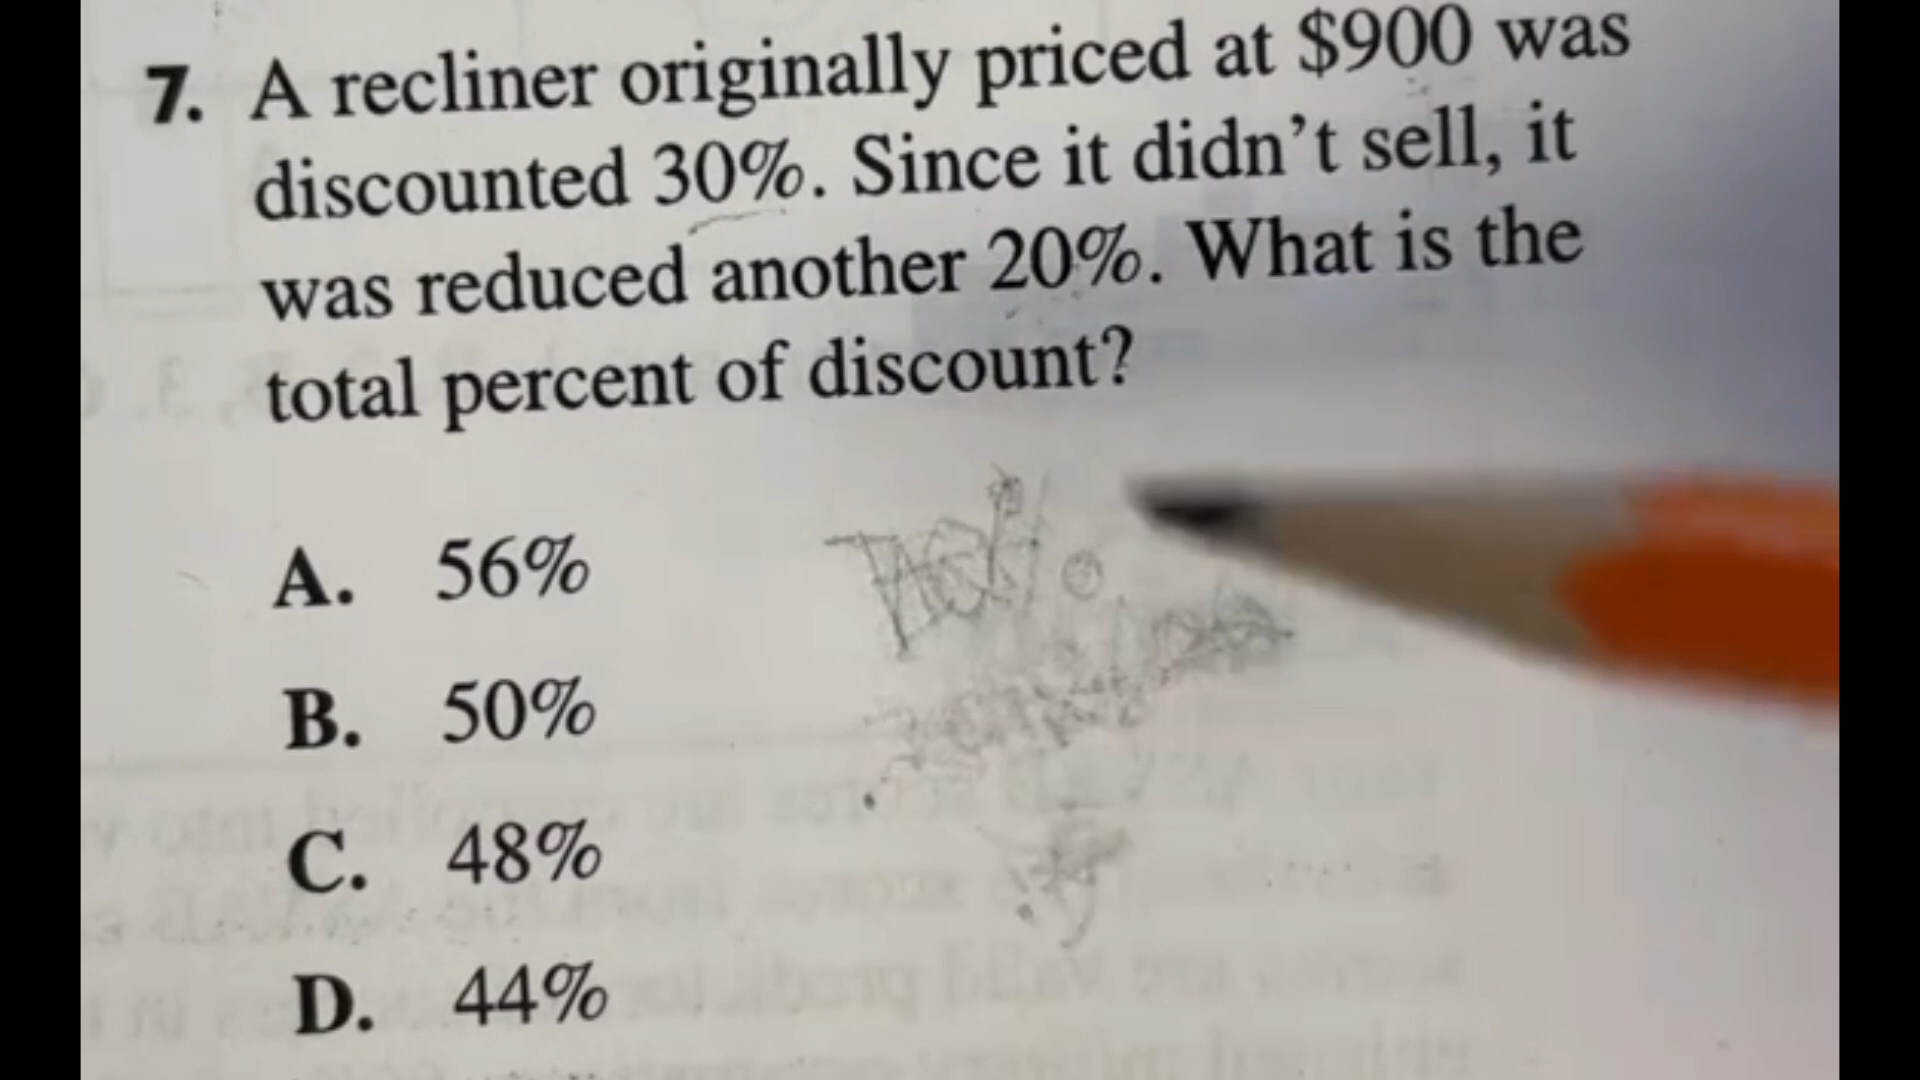 7. A recliner originally priced at $900 was
discounted 30%. Since it didn't sell, it
was reduced another 20%. What is the
total percent of discount?
A. 56%
B. 50%
C. 48%
D. 44%